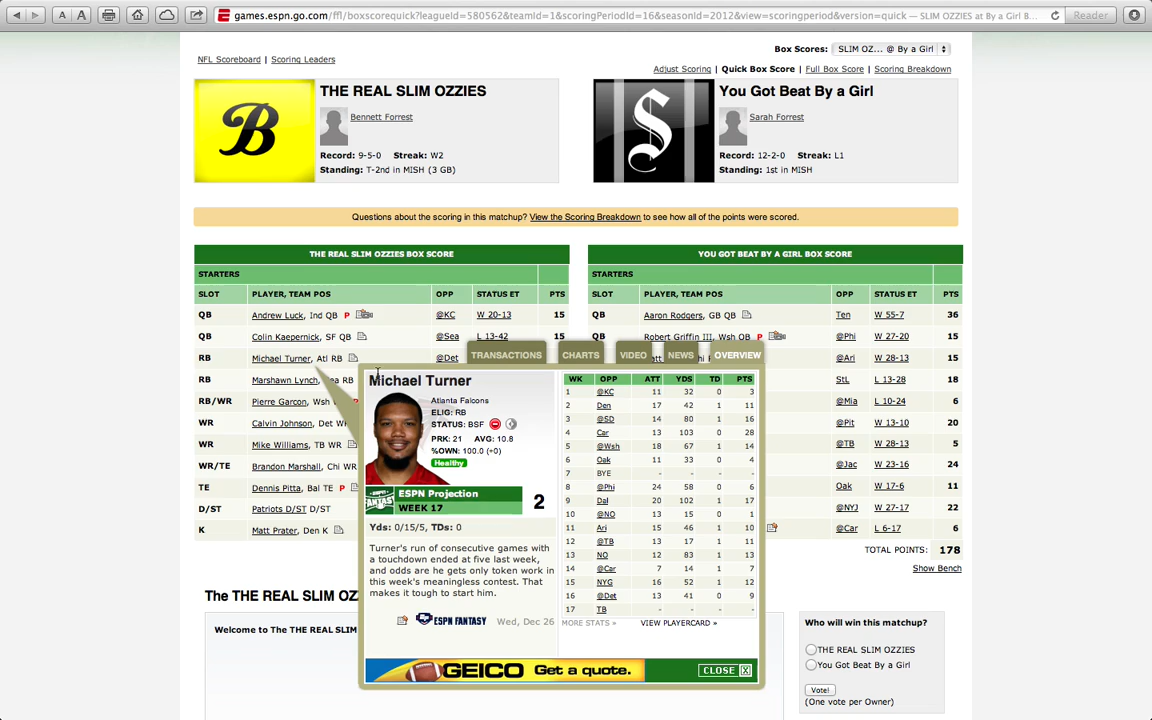 games.espn.go.com/ffl/boxscorequick?leagueId=580562&teamId=1&scoringPeriodId=16&seasonId=2012&view=scoringperiod&version=quick — SLIM OZZIES at By a Girl B... Reader
A A
Box Scores: SLIM OZ... @ By a Girl
NFL Scoreboard | Scoring Leaders
Adjust Scoring | Quick Box Score | Full Box Score | Scoring Breakdown
B
THE REAL SLIM OZZIES
Bennett Forrest
Record: 9-5-0 Streak: W2
Standing: T-2nd in MISH (3 GB)
S
You Got Beat By a Girl
Sarah Forrest
Record: 12-2-0 Streak: L1
Standing: 1st in MISH
Questions about the scoring in this matchup? View the Scoring Breakdown to see how all of the points were scored.
THE REAL SLIM OZZIES BOX SCORE
STARTERS
SLOT PLAYER, TEAM POS OPP STATUS ET PTS
QB Andrew Luck, Ind QB P @KC W 20-13 15
QB Colin Kaepernick, SF QB @Sea L 13-42 15
RB Michael Turner, Atl RB @Det
RB Marshawn Lynch, ea RB
RB/WR Pierre Garcon, Wsh
WR Calvin Johnson, Det W
WR Mike Williams, TB WR
WR/TE Brandon Marshall, Chi WR
TE Dennis Pitta, Bal TE P
D/ST Patriots D/ST D/ST
K Matt Prater, Den K
YOU GOT BEAT BY A GIRL BOX SCORE
STARTERS
SLOT PLAYER, TEAM POS OPP STATUS ET PTS
QB Aaron Rodgers, GB QB Ten W 55-7 36
QB Robert Griffin III, Wsh QB P @Phi W 27-20 15
@Ari W 28-13 15
StL L 13-28 18
@Mia L 10-24 6
@Pit W 13-10 20
@TB W 28-13 5
@Jac W 23-16 24
Oak W 17-6 11
@NYJ W 27-17 22
@Car L 6-17 6
TOTAL POINTS: 178
Show Bench
TRANSACTIONS CHARTS VIDEO NEWS OVERVIEW
Michael Turner
Atlanta Falcons
ELIG: RB
STATUS: BSF
PRK: 21 AVG: 10.8
%OWN: 100.0 (+0)
Healthy
FANTASY
ESPN Projection
WEEK 17
2
Yds: 0/15/5, TDs: 0
Turner's run of consecutive games with
a touchdown ended at five last week,
and odds are he gets only token work in
this week's meaningless contest. That
makes it tough to start him.
ESPN FANTASY Wed, Dec 26
WK OPP ATT YDS TD PTS
1 @KC 11 32 0 3
2 Den 17 42 1 11
3 @SD 14 80 1 16
4 Car 13 103 0 28
5 @Wsh 18 67 1 14
6 Oak 11 33 0 4
7 BYE - - - -
8 @Phi 24 58 0 6
9 Dal 20 102 1 17
10 @NO 13 15 0 1
11 Ari 15 46 1 10
12 @TB 13 17 1 11
13 NO 12 83 1 13
14 @Car 7 14 1 7
15 NYG 16 52 1 12
16 @Det 13 41 0 9
17 TB - - - -
MORE STATS » VIEW PLAYERCARD »
GEICO Get a quote.
CLOSE X
The THE REAL SLIM OZ
Welcome to The THE REAL SLIM
Who will win this matchup?
THE REAL SLIM OZZIES
You Got Beat By a Girl
Vote!
(One vote per Owner)